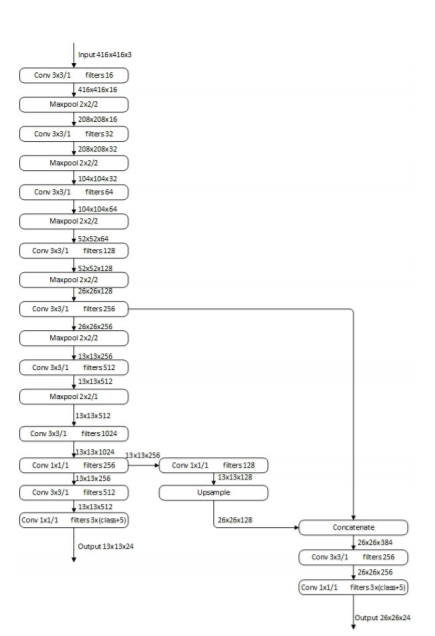 Input 416x416x3
Conv 3x3/1 filters 16
416x416x16
Maxpool 2x2/2
208x208x16
Conv 3x3/1 filters 32
208x208x32
Maxpool 2x2/2
104x104x32
Conv 3x3/1 filters 64
104x104x64
Maxpool 2x2/2
52x52x64
Conv 3x3/1 filters 128
52x52x128
Maxpool 2x2/2
26x26x128
Conv 3x3/1 filters 256
26x26x256
Maxpool 2x2/2
13x13x256
Conv 3x3/1 filters 512
13x13x512
Maxpool 2x2/1
13x13x512
Conv 3x3/1 filters 1024
13x13x1024
Conv 1x1/1 filters 256
13x13x256
Conv 3x3/1 filters 512
13x13x512
Conv 1x1/1 filters 3x(class+5)
Output 13x13x24
13x13x256
Conv 1x1/1 filters 128
13x13x128
Upsample
26x26x128
Concatenate
26x26x384
Conv 3x3/1 filters 256
26x26x256
Conv 1x1/1 filters 3x(class+5)
Output 26x26x24